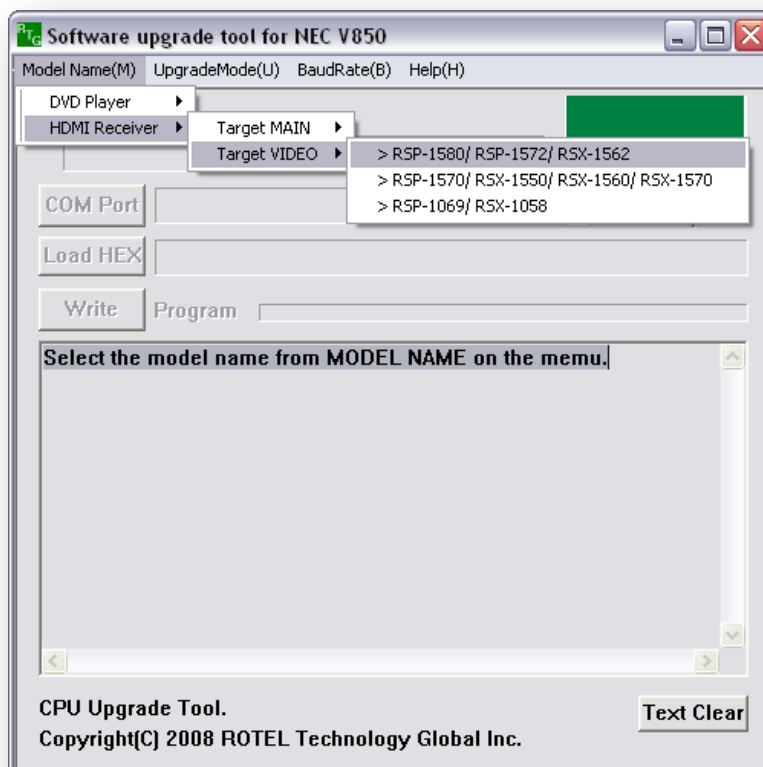 RTG Software upgrade tool for NEC V850
Model Name(M) UpgradeMode(U) BaudRate(B) Help(H)
DVD Player
HDMI Receiver
Target MAIN
Target VIDEO
> RSP-1580/ RSP-1572/ RSX-1562
> RSP-1570/ RSX-1550/ RSX-1560/ RSX-1570
> RSP-1069/ RSX-1058
COM Port
Load HEX
Write Program
Select the model name from MODEL NAME on the memu.
CPU Upgrade Tool.
Text Clear
Copyright(C) 2008 ROTEL Technology Global Inc.